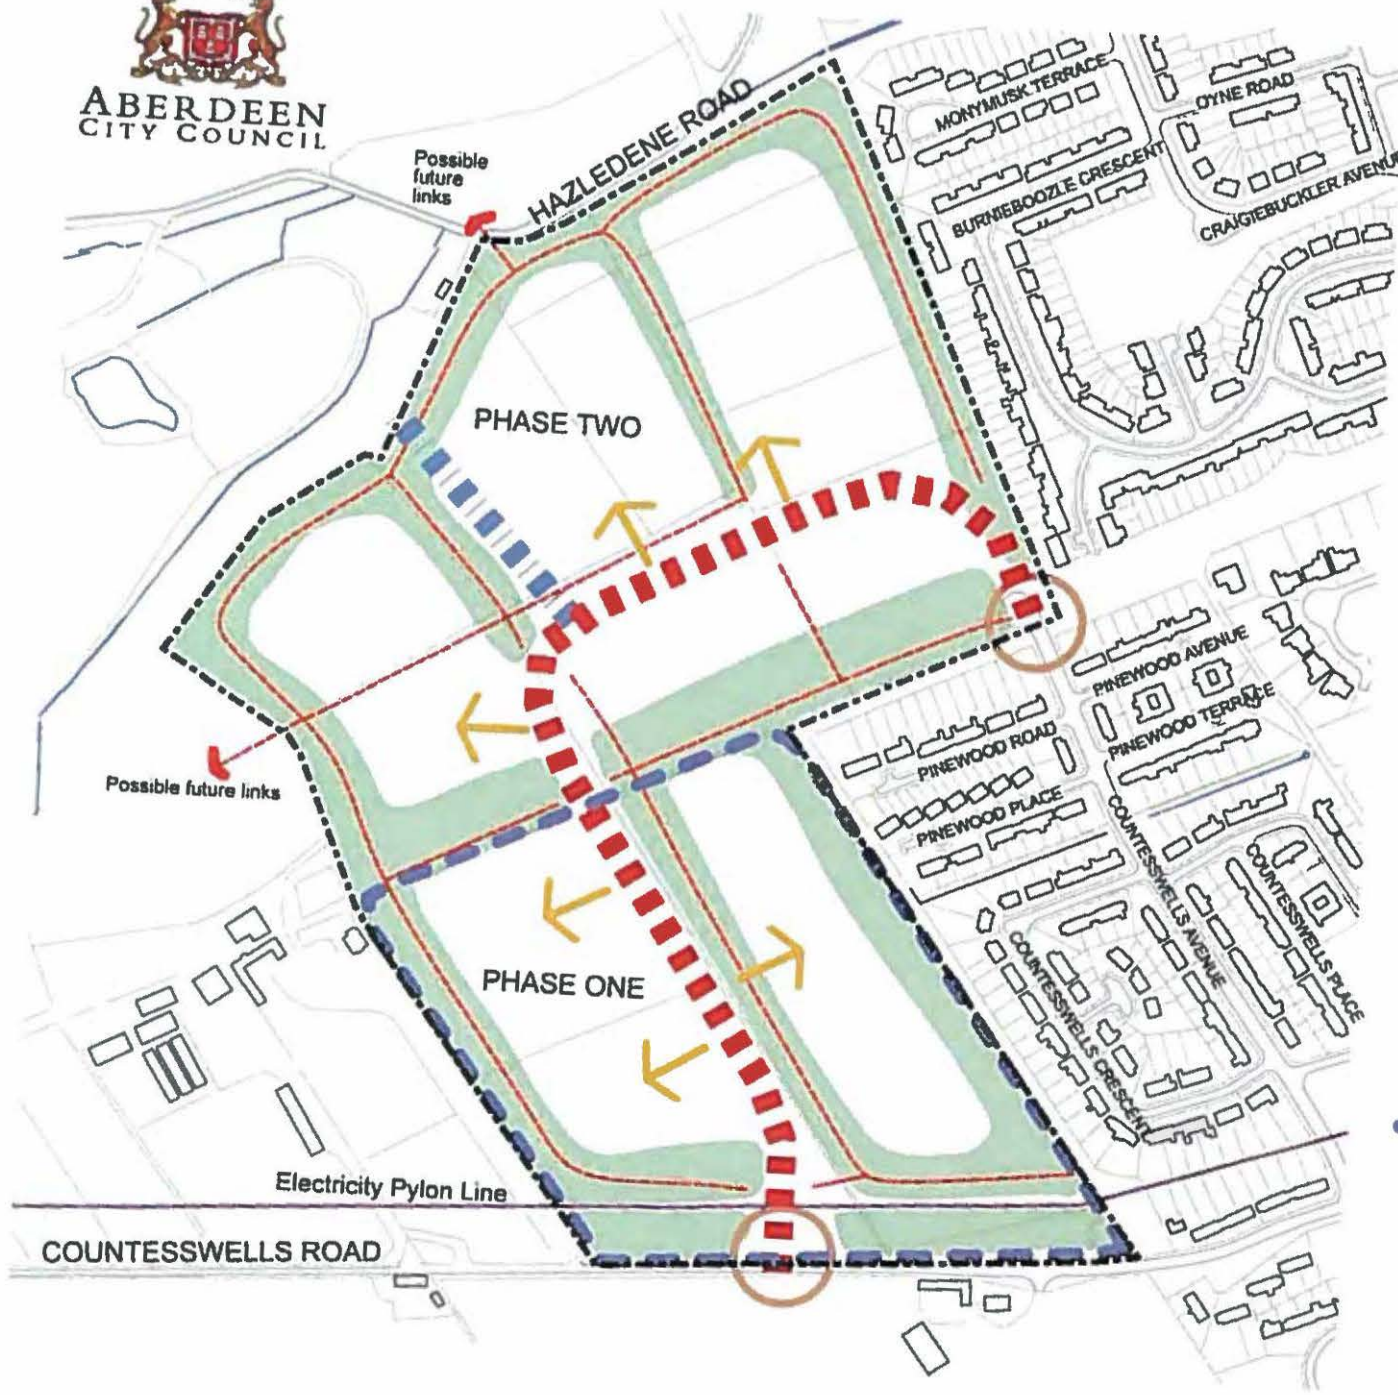 ABERDEEN
CITY COUNCIL
Possible
future
links
HAZLEDENE ROAD
MONYMUSK TERRACE
OYNE ROAD
BURNIEBOOZLE CRESCENT
CRAIGIEBUCKLER AVENUE
PHASE TWO
PINEWOOD AVENUE
PINEWOOD TERRACE
PINEWOOD ROAD
PINEWOOD PLACE
Possible future links
COUNTESSWELLS AVENUE
COUNTESSWELLS PLACE
COUNTESSWELLS CRESCENT
PHASE ONE
Electricity Pylon Line
COUNTESSWELLS ROAD